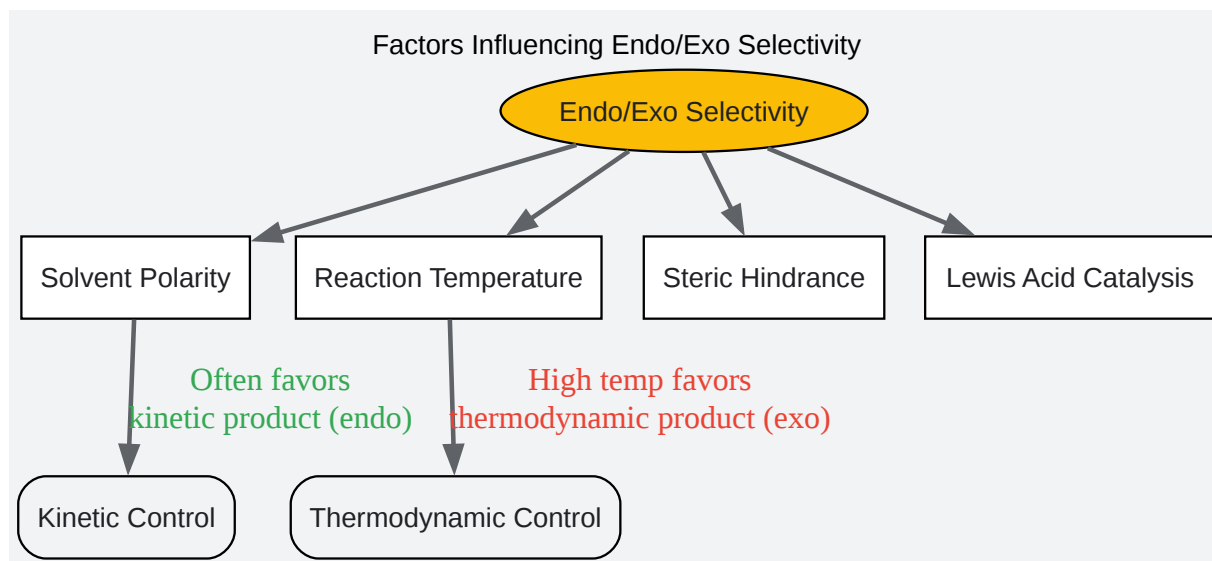 Factors Influencing Endo/Exo Selectivity
Endo/Exo Selectivity
Solvent Polarity
Reaction Temperature
Steric Hindrance
Lewis Acid Catalysis
Often favors
kinetic product (endo)
High temp favors
thermodynamic product (exo)
Kinetic Control
Thermodynamic Control